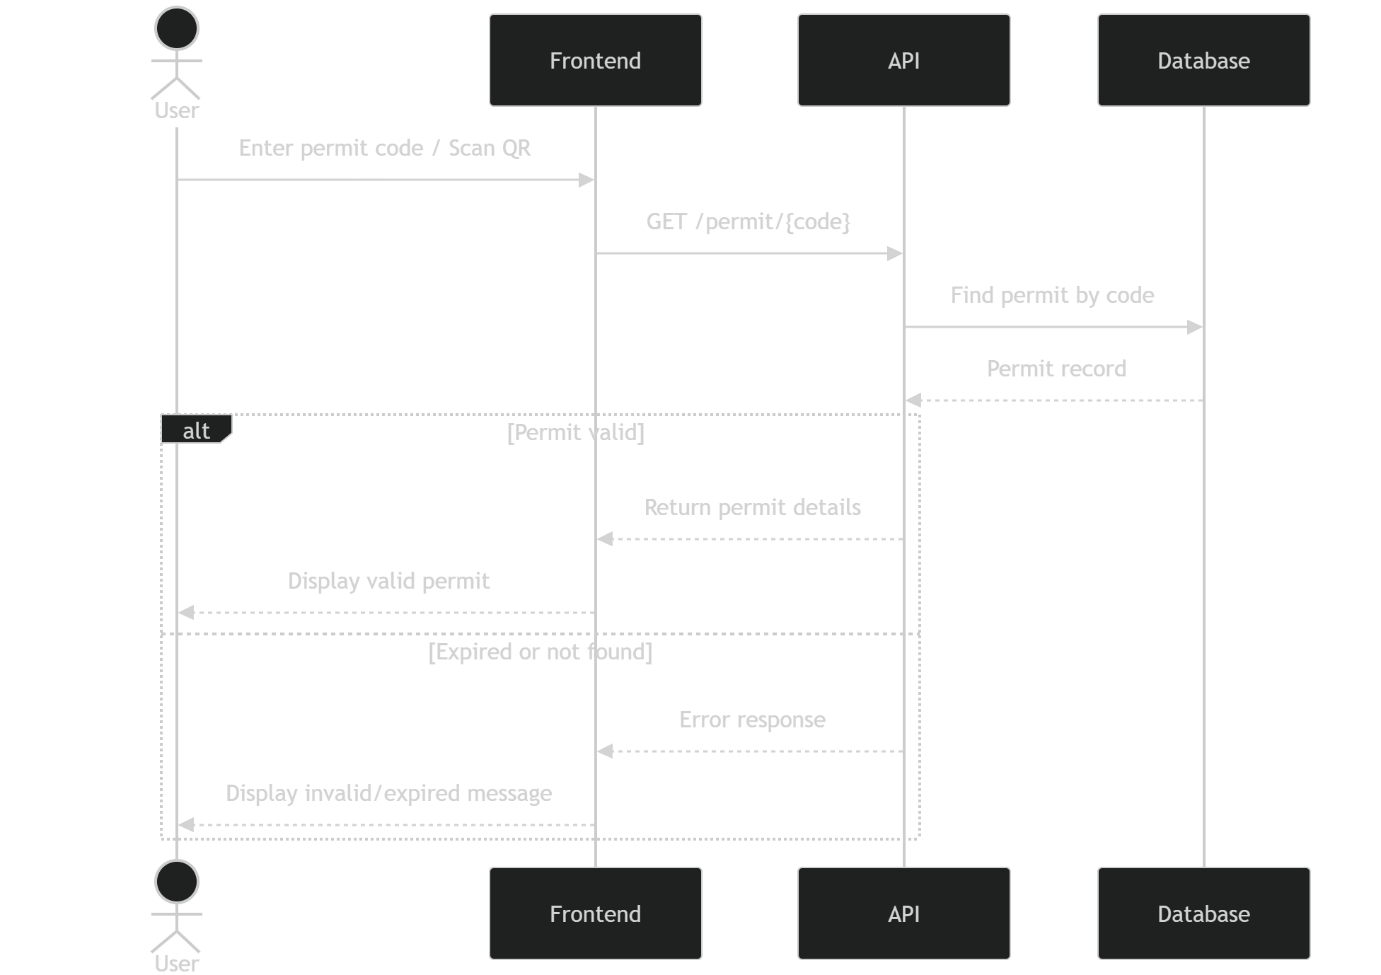 Frontend
API
Database
User
Enter permit code / Scan QR
GET /permit/{code}
Find permit by code
Permit record
alt
[Permit valid]
Return permit details
Display valid permit
[Expired or not found]
Error response
Display invalid/expired message
Frontend
API
Database
User